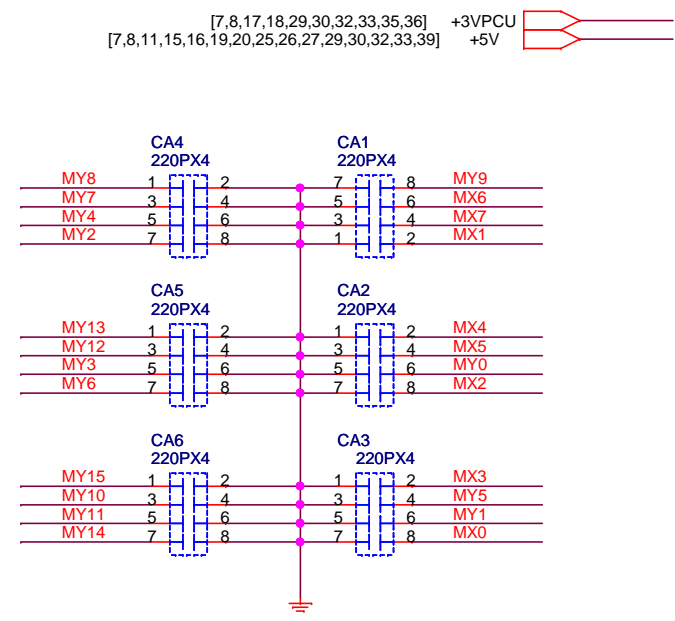 [7,8,17,18,29,30,32,33,35,36] +3VPCU
[7,8,11,15,16,19,20,25,26,27,29,30,32,33,39] +5V
CA4 CA1
220PX4 220PX4
MY8 1 2 7 8 MY9
MY7 3 4 5 6 MX6
MY4 5 6 3 4 MX7
MY2 7 8 1 2 MX1
CA5 CA2
220PX4 220PX4
MY13 1 2 1 2 MX4
MY12 3 4 3 4 MX5
MY3 5 6 5 6 MY0
MY6 7 8 7 8 MX2
CA6 CA3
220PX4 220PX4
MY15 1 2 1 2 MX3
MY10 3 4 3 4 MY5
MY11 5 6 5 6 MY1
MY14 7 8 7 8 MX0